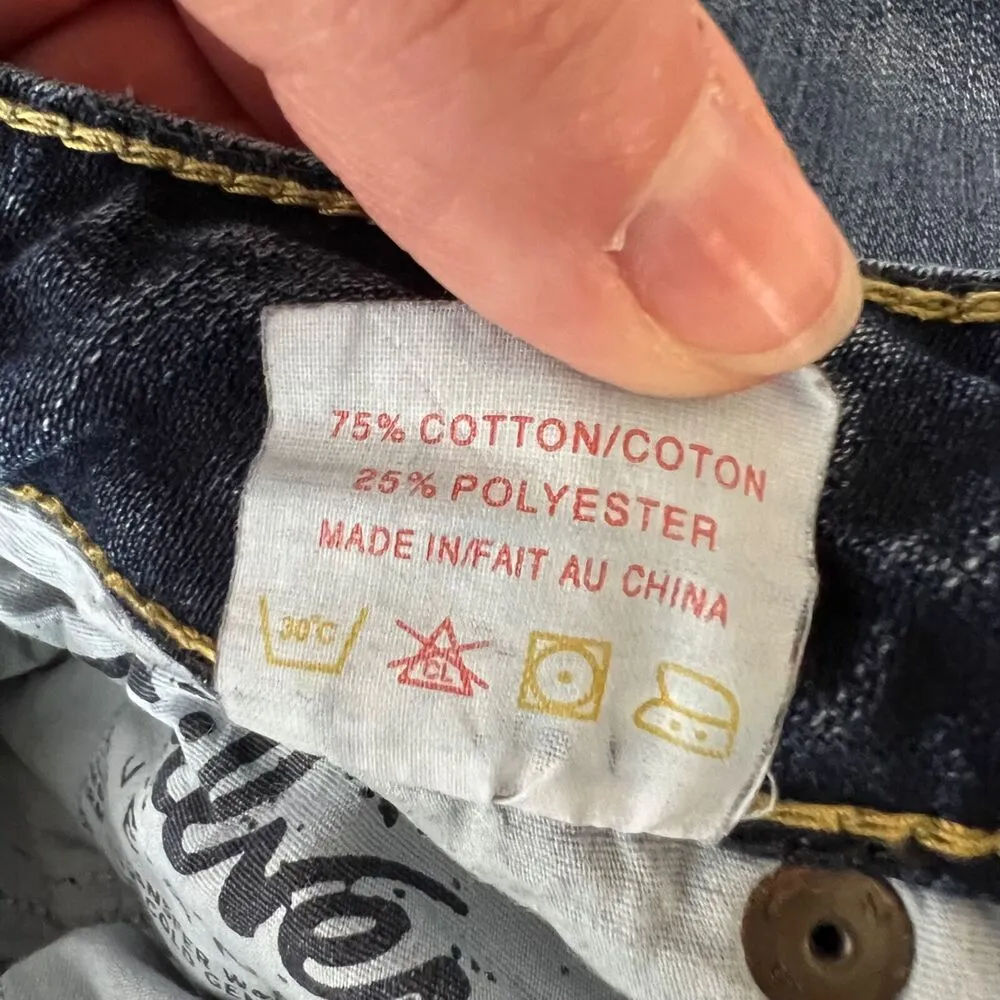 75% COTTON/COTON
25% POLYESTER
MADE IN/FAIT AU CHINA
30°C
CL